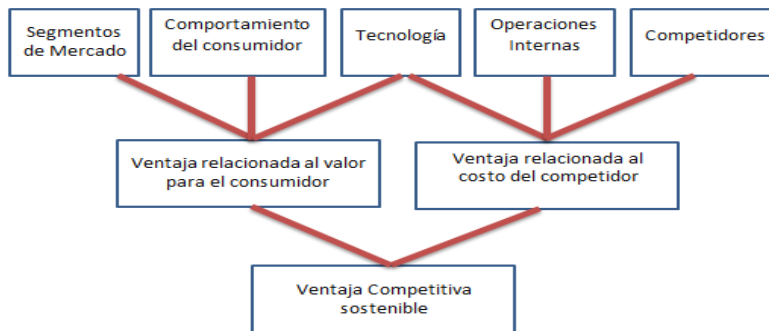 Segmentos
de Mercado
Comportamiento
del consumidor
Tecnología
Operaciones
Internas
Competidores
Ventaja relacionada al valor
para el consumidor
Ventaja relacionada al
costo del competidor
Ventaja Competitiva
sostenible